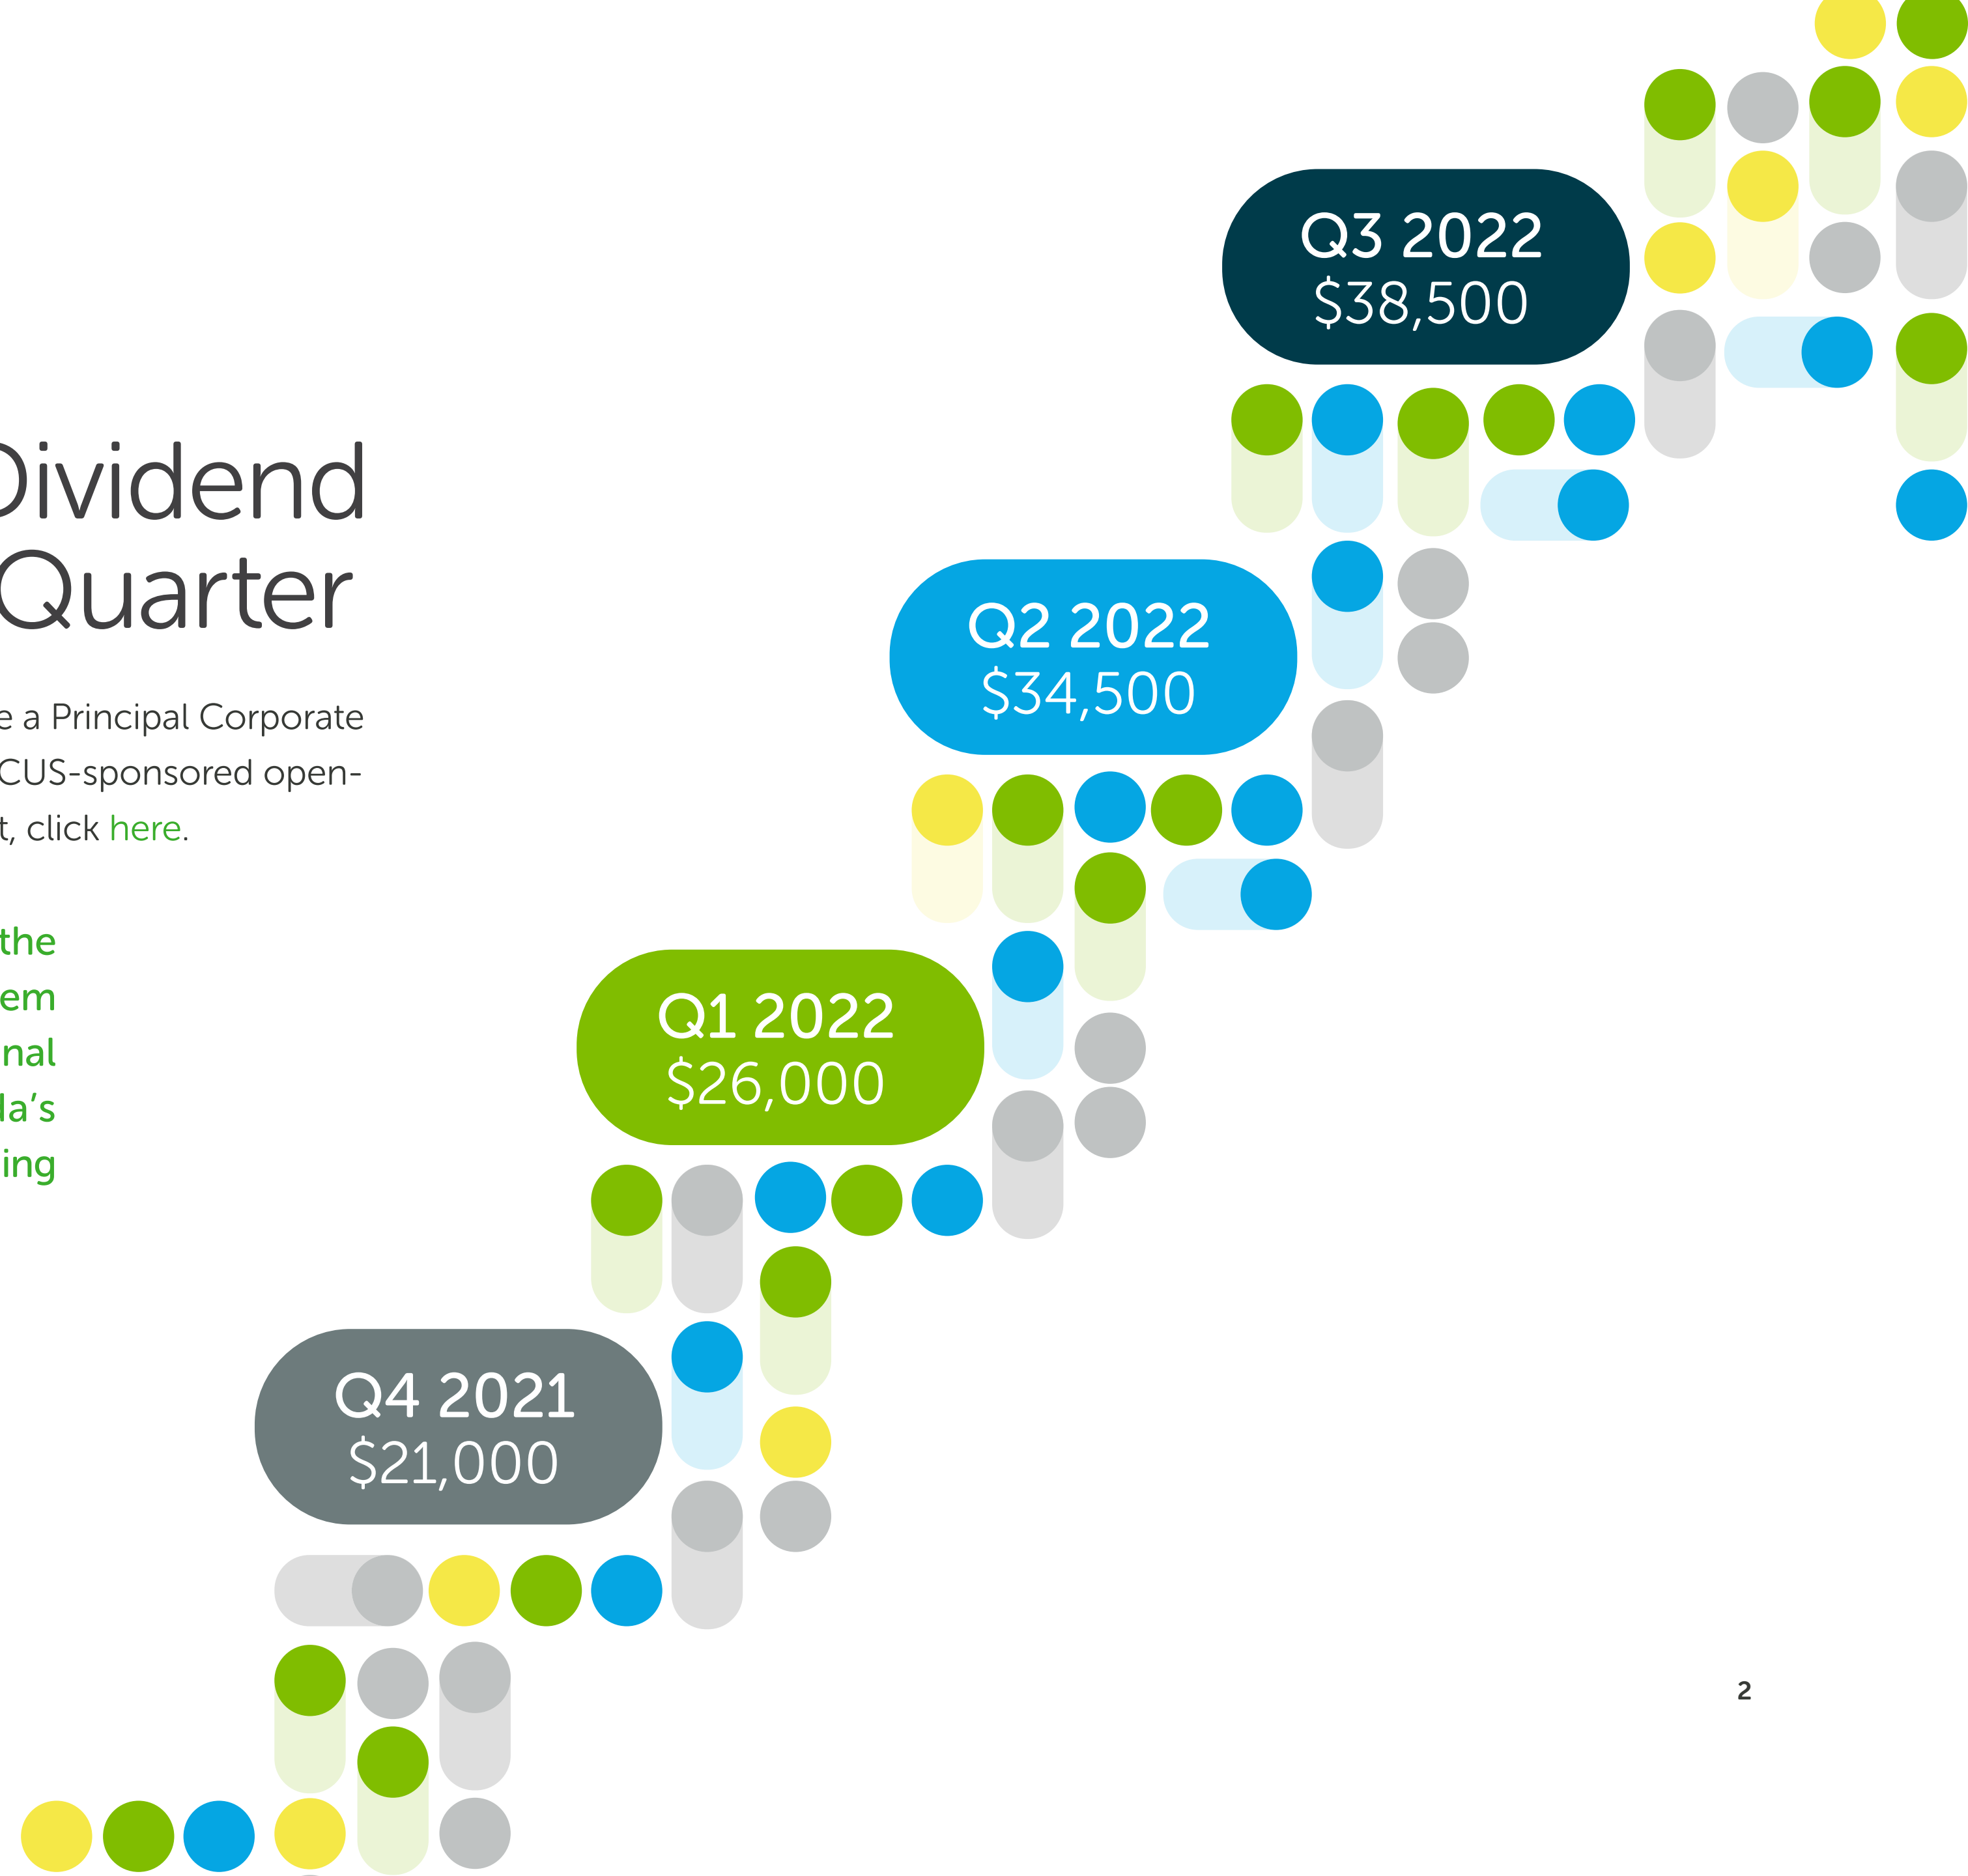 Dividend
Quarter
e a Principal Corporate
CUS-sponsored open-
t, click here.
the
em
nal
la's
ing
Q3 2022
$38,500
Q2 2022
$34,500
Q1 2022
$26,000
Q4 2021
$21,000
2